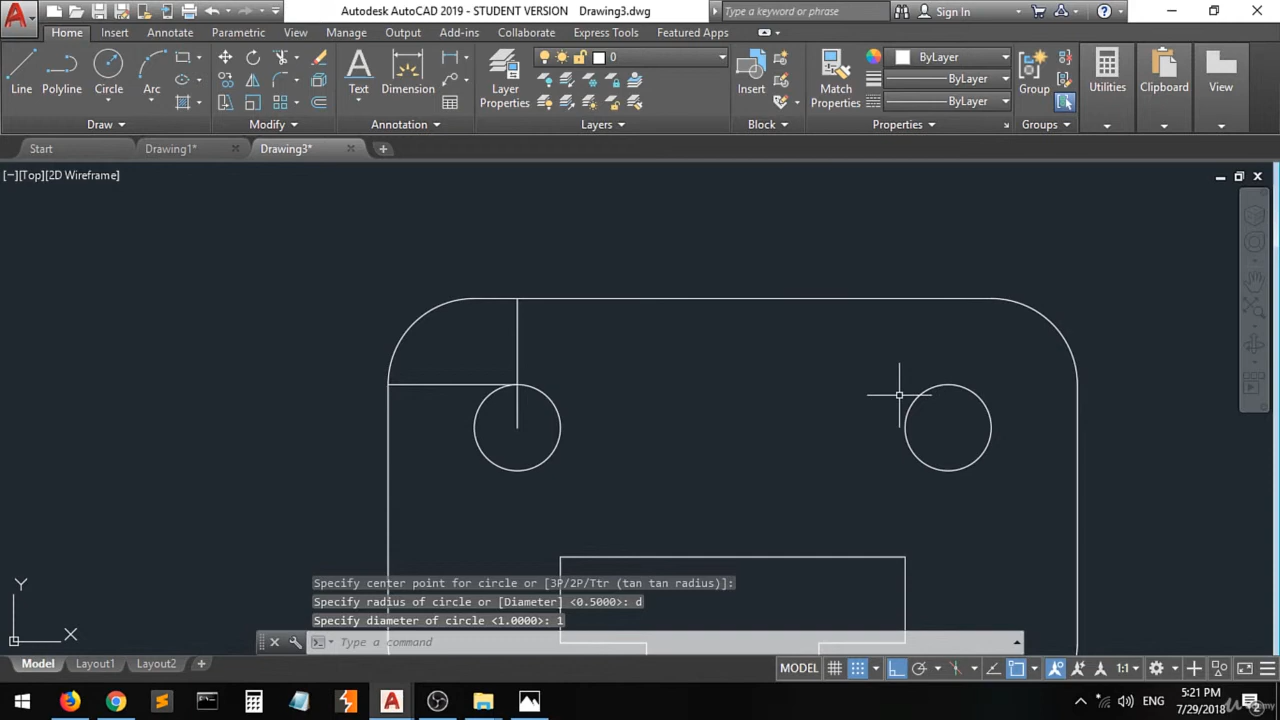 Autodesk AutoCAD 2019 - STUDENT VERSION Drawing3.dwg
Type a keyword or phrase
Sign In
Home Insert Annotate Parametric View Manage Output Add-ins Collaborate Express Tools Featured Apps
Line Polyline Circle Arc
Text Dimension
Layer Properties
0
Insert
Match Properties
ByLayer
ByLayer
ByLayer
Group
Utilities
Clipboard
View
Draw Modify Annotation Layers Block Properties Groups
Start Drawing1* Drawing3*
[−][Top][2D Wireframe]
Specify center point for circle or [3P/2P/Ttr (tan tan radius)]:
Specify radius of circle or [Diameter] <0.5000>: d
Specify diameter of circle <1.0000>: 1
Type a command
Y
X
Model Layout1 Layout2
MODEL
1:1
ENG
5:21 PM
7/29/2018